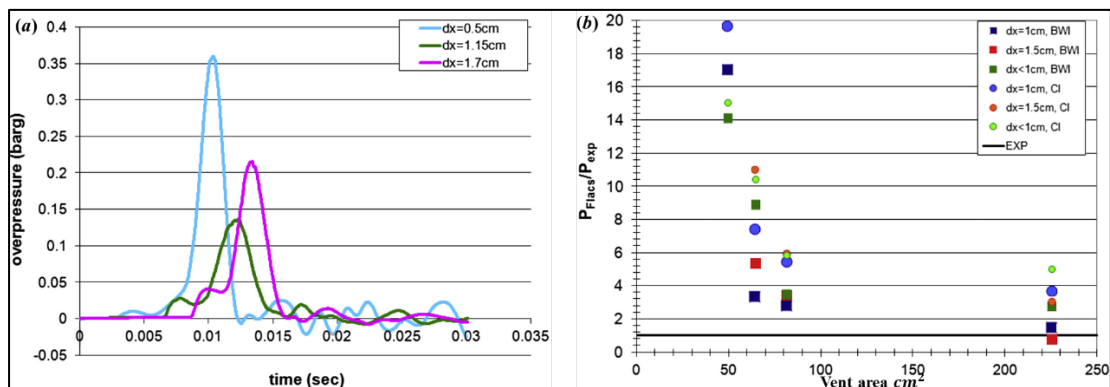 (a)
dx=0.5cm
dx=1.15cm
dx=1.7cm
0.4
0.35
0.3
0.25
0.2
0.15
0.1
0.05
0
-0.05
overpressure (barg)
0 0.005 0.01 0.015 0.02 0.025 0.03 0.035
time (sec)
(b)
dx=1cm, BWI
dx=1.5cm, BWI
dx<1cm, BWI
dx=1cm, CI
dx=1.5cm, CI
dx<1cm, CI
EXP
20
18
16
14
12
10
8
6
4
2
0
PFlacs/Pexp
0 50 100 150 200 250
Vent area cm²